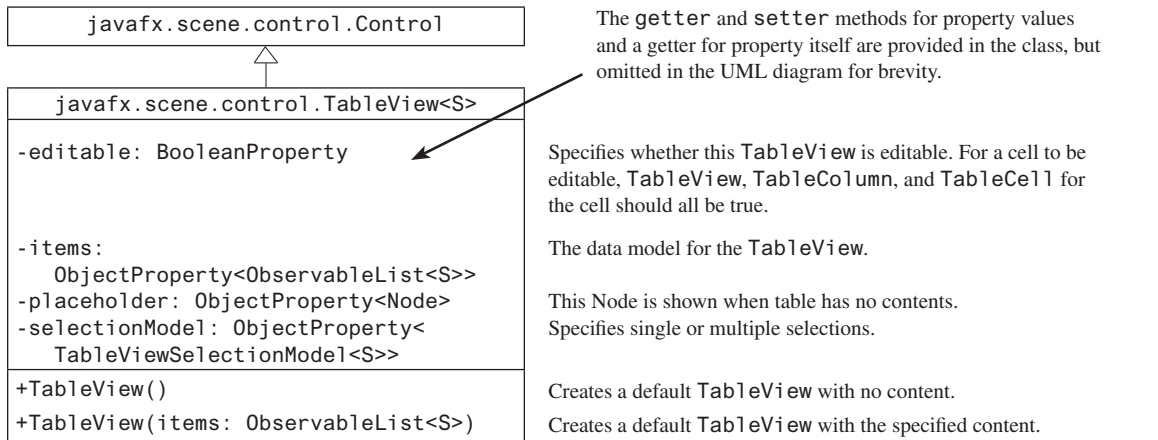 javafx.scene.control.Control
The getter and setter methods for property values
and a getter for property itself are provided in the class, but
omitted in the UML diagram for brevity.
javafx.scene.control.TableView<S>
-editable: BooleanProperty
Specifies whether this TableView is editable. For a cell to be
editable, TableView, TableColumn, and TableCell for
the cell should all be true.
-items:
ObjectProperty<ObservableList<S>>
The data model for the TableView.
-placeholder: ObjectProperty<Node>
This Node is shown when table has no contents.
-selectionModel: ObjectProperty<
TableViewSelectionModel<S>>
Specifies single or multiple selections.
+TableView()
Creates a default TableView with no content.
+TableView(items: ObservableList<S>)
Creates a default TableView with the specified content.